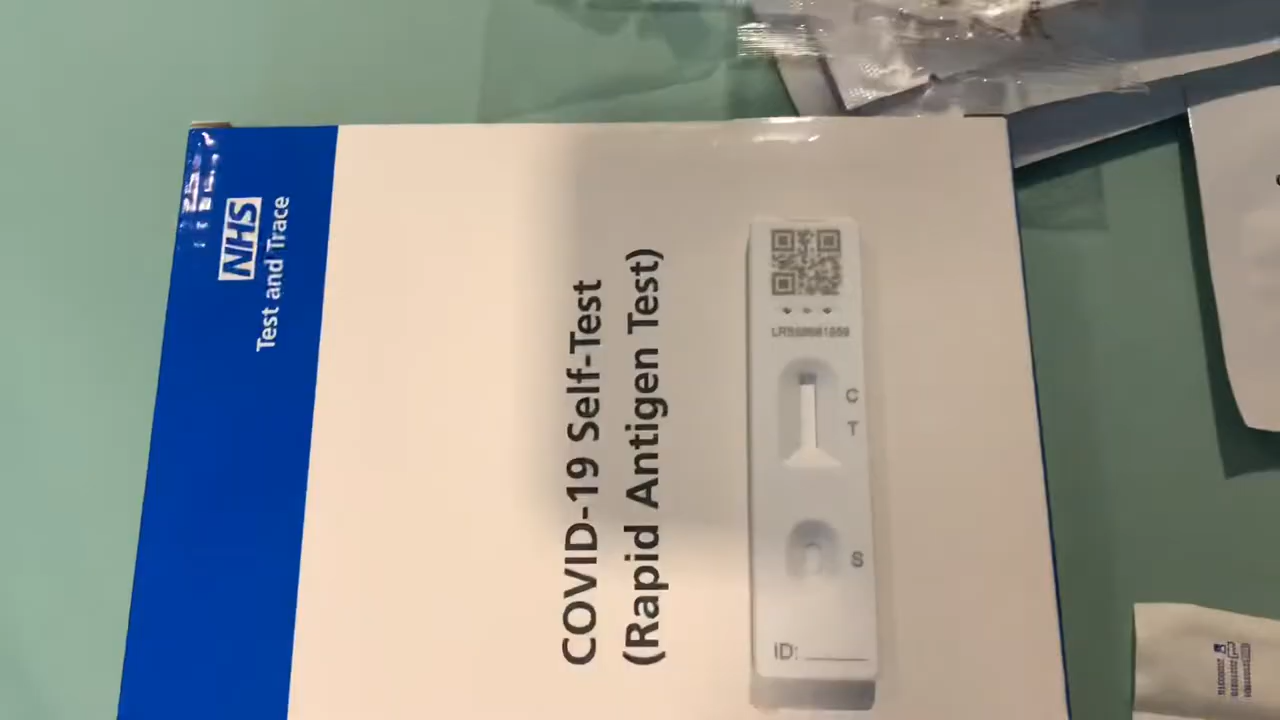 NHS
Test and Trace
COVID-19 Self-Test
(Rapid Antigen Test)
C
T
S
ID: